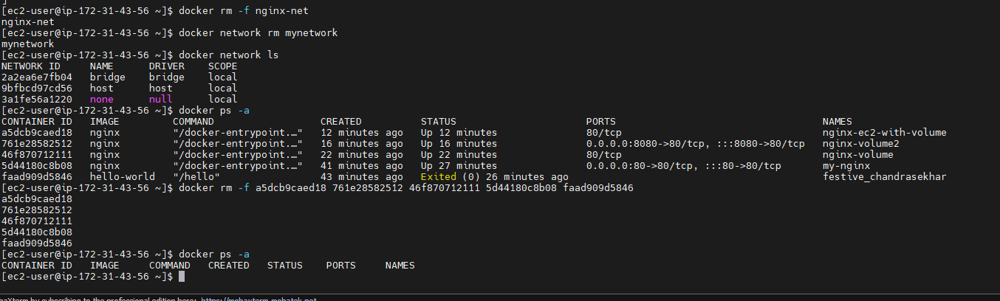 ]
[ec2-user@ip-172-31-43-56 ~]$ docker rm -f nginx-net
nginx-net
[ec2-user@ip-172-31-43-56 ~]$ docker network rm mynetwork
mynetwork
[ec2-user@ip-172-31-43-56 ~]$ docker network ls
NETWORK ID     NAME      DRIVER    SCOPE
2a2ea6e7fb04   bridge    bridge    local
9bfbcd97cd56   host      host      local
3a1fe56a1220   none      null      local
[ec2-user@ip-172-31-43-56 ~]$ docker ps -a
CONTAINER ID   IMAGE         COMMAND                  CREATED          STATUS                      PORTS                                   NAMES
a5dcb9caed18   nginx         "/docker-entrypoint.…"   12 minutes ago   Up 12 minutes               80/tcp                                  nginx-ec2-with-volume
761e28582512   nginx         "/docker-entrypoint.…"   16 minutes ago   Up 16 minutes               0.0.0.0:8080->80/tcp, :::8080->80/tcp   nginx-volume2
46f870712111   nginx         "/docker-entrypoint.…"   22 minutes ago   Up 22 minutes               80/tcp                                  nginx-volume
5d44180c8b08   nginx         "/docker-entrypoint.…"   41 minutes ago   Up 27 minutes               0.0.0.0:80->80/tcp, :::80->80/tcp       my-nginx
faad909d5846   hello-world   "/hello"                 43 minutes ago   Exited (0) 26 minutes ago                                           festive_chandrasekhar
[ec2-user@ip-172-31-43-56 ~]$ docker rm -f a5dcb9caed18 761e28582512 46f870712111 5d44180c8b08 faad909d5846
a5dcb9caed18
761e28582512
46f870712111
5d44180c8b08
faad909d5846
[ec2-user@ip-172-31-43-56 ~]$ docker ps -a
CONTAINER ID   IMAGE     COMMAND   CREATED   STATUS    PORTS     NAMES
[ec2-user@ip-172-31-43-56 ~]$
by subscribing to the professional edition here: https://mobaxterm.mobatek.net